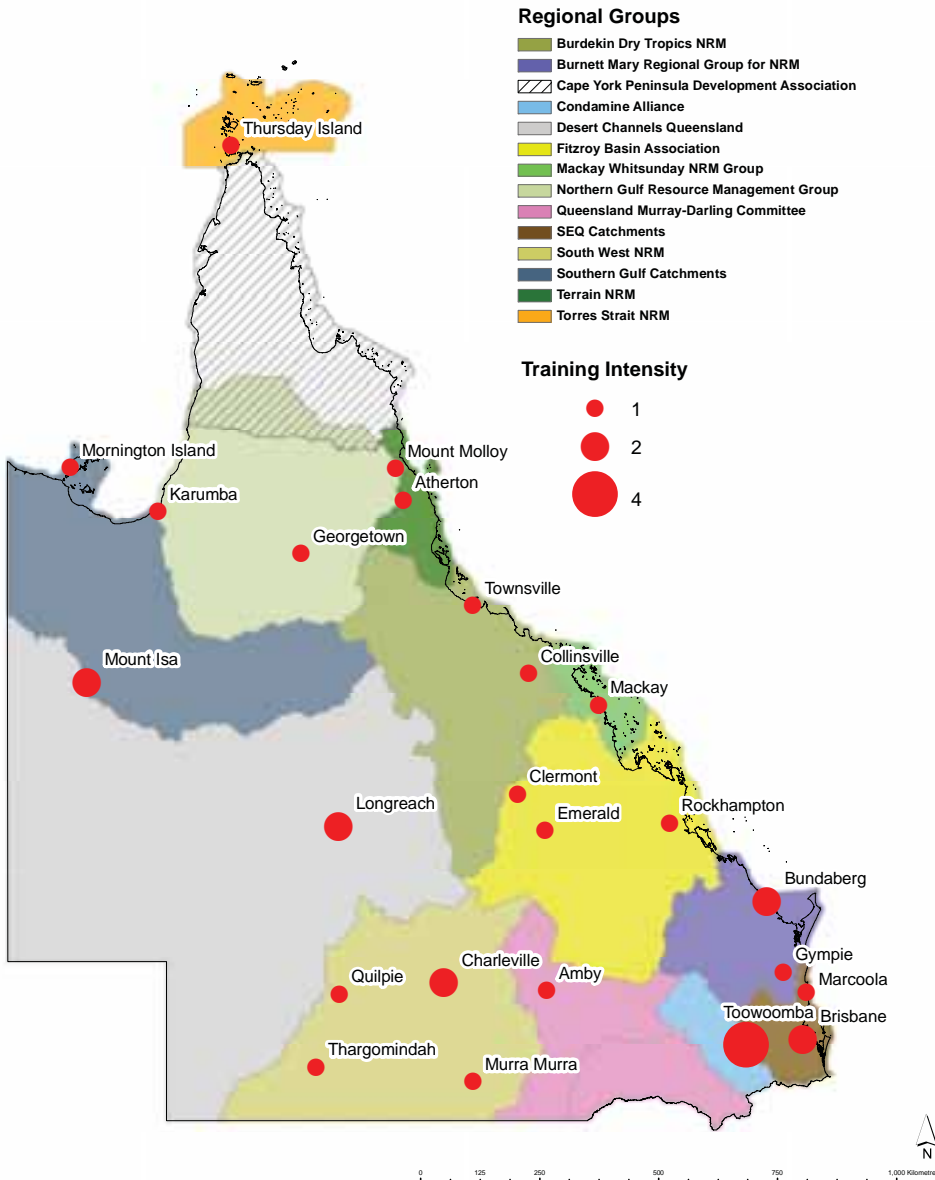 Regional Groups
Burdekin Dry Tropics NRM
Burnett Mary Regional Group for NRM
Cape York Peninsula Development Association
Condamine Alliance
Desert Channels Queensland
Fitzroy Basin Association
Mackay Whitsunday NRM Group
Northern Gulf Resource Management Group
Queensland Murray-Darling Committee
SEQ Catchments
South West NRM
Southern Gulf Catchments
Terrain NRM
Torres Strait NRM
Training Intensity
1
2
4
Thursday Island
Mornington Island
Mount Molloy
Karumba
Atherton
Georgetown
Townsville
Mount Isa
Collinsville
Mackay
Clermont
Longreach
Emerald
Rockhampton
Bundaberg
Charleville
Gympie
Quilpie
Amby
Marcoola
Toowoomba
Brisbane
Thargomindah
Murra Murra
N
0 125 250 500 750 1,000 Kilometre